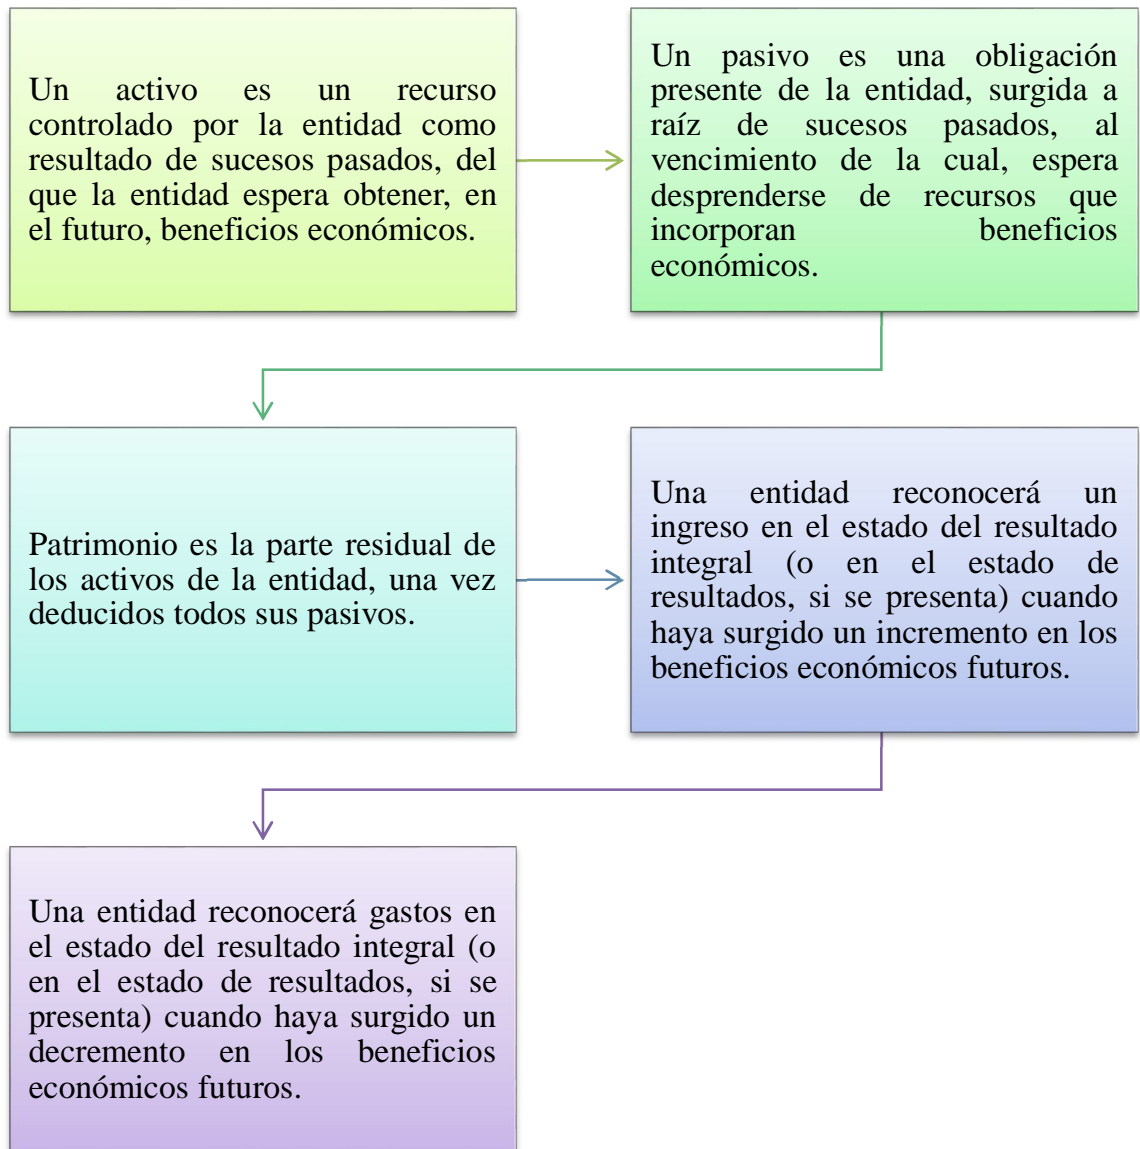 Un activo es un recurso
controlado por la entidad como
resultado de sucesos pasados, del
que la entidad espera obtener, en
el futuro, beneficios económicos.
Un pasivo es una obligación
presente de la entidad, surgida a
raíz de sucesos pasados, al
vencimiento de la cual, espera
desprenderse de recursos que
incorporan beneficios
económicos.
Patrimonio es la parte residual de
los activos de la entidad, una vez
deducidos todos sus pasivos.
Una entidad reconocerá un
ingreso en el estado del resultado
integral (o en el estado de
resultados, si se presenta) cuando
haya surgido un incremento en los
beneficios económicos futuros.
Una entidad reconocerá gastos en
el estado del resultado integral (o
en el estado de resultados, si se
presenta) cuando haya surgido un
decremento en los beneficios
económicos futuros.